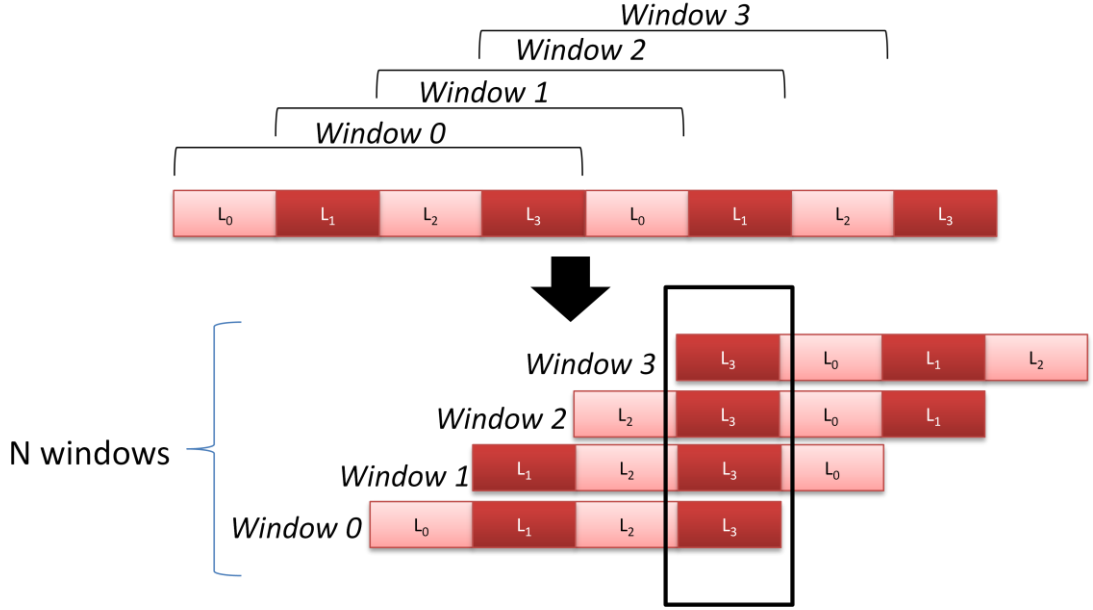 Window 3
Window 2
Window 1
Window 0
L₀ L₁ L₂ L₃ L₀ L₁ L₂ L₃
Window 3 L₃ L₀ L₁ L₂
Window 2 L₂ L₃ L₀ L₁
N windows
Window 1 L₁ L₂ L₃ L₀
Window 0 L₀ L₁ L₂ L₃